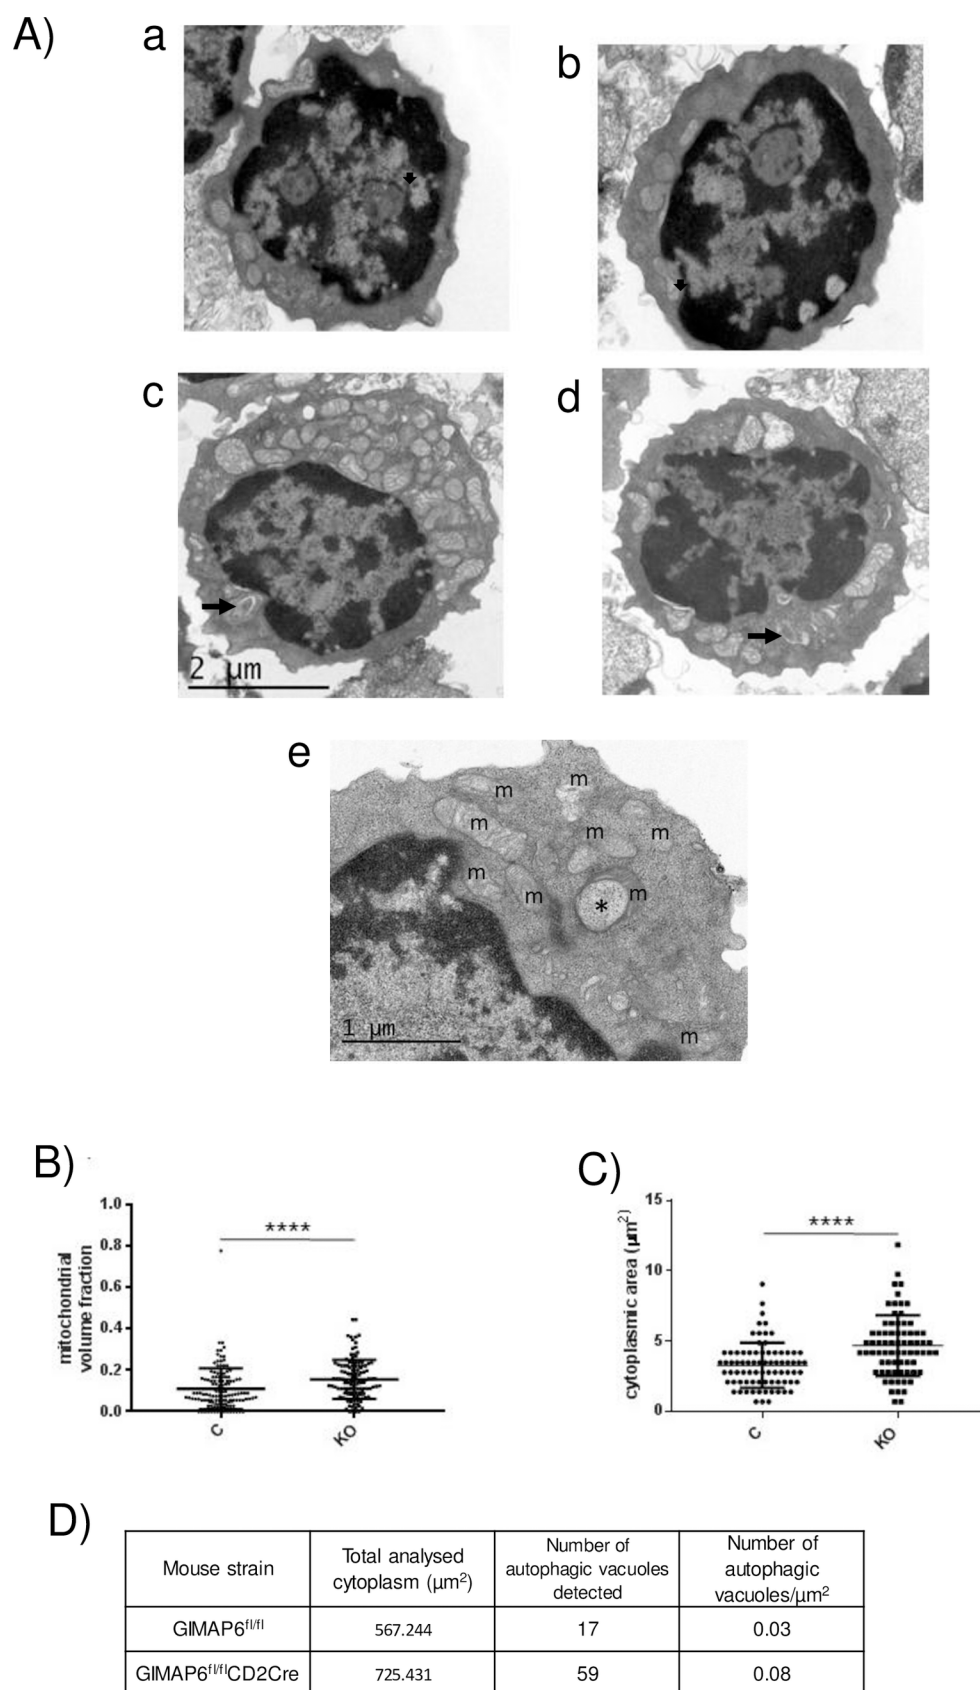 A)
a
b
c
d
2 µm
e
m
m
m
m
m
m
m
m
*
m
1 µm
B)
C)
mitochondrial
volume fraction
1.0
0.8
0.6
0.4
0.2
0.0
****
C
KO
cytoplasmic area (µm²)
15
10
5
0
****
C
KO
D)
Mouse strain
Total analysed
cytoplasm (µm²)
Number of
autophagic vacuoles
detected
Number of
autophagic
vacuoles/µm²
GIMAP6fl/fl
567.244
17
0.03
GIMAP6fl/flCD2Cre
725.431
59
0.08